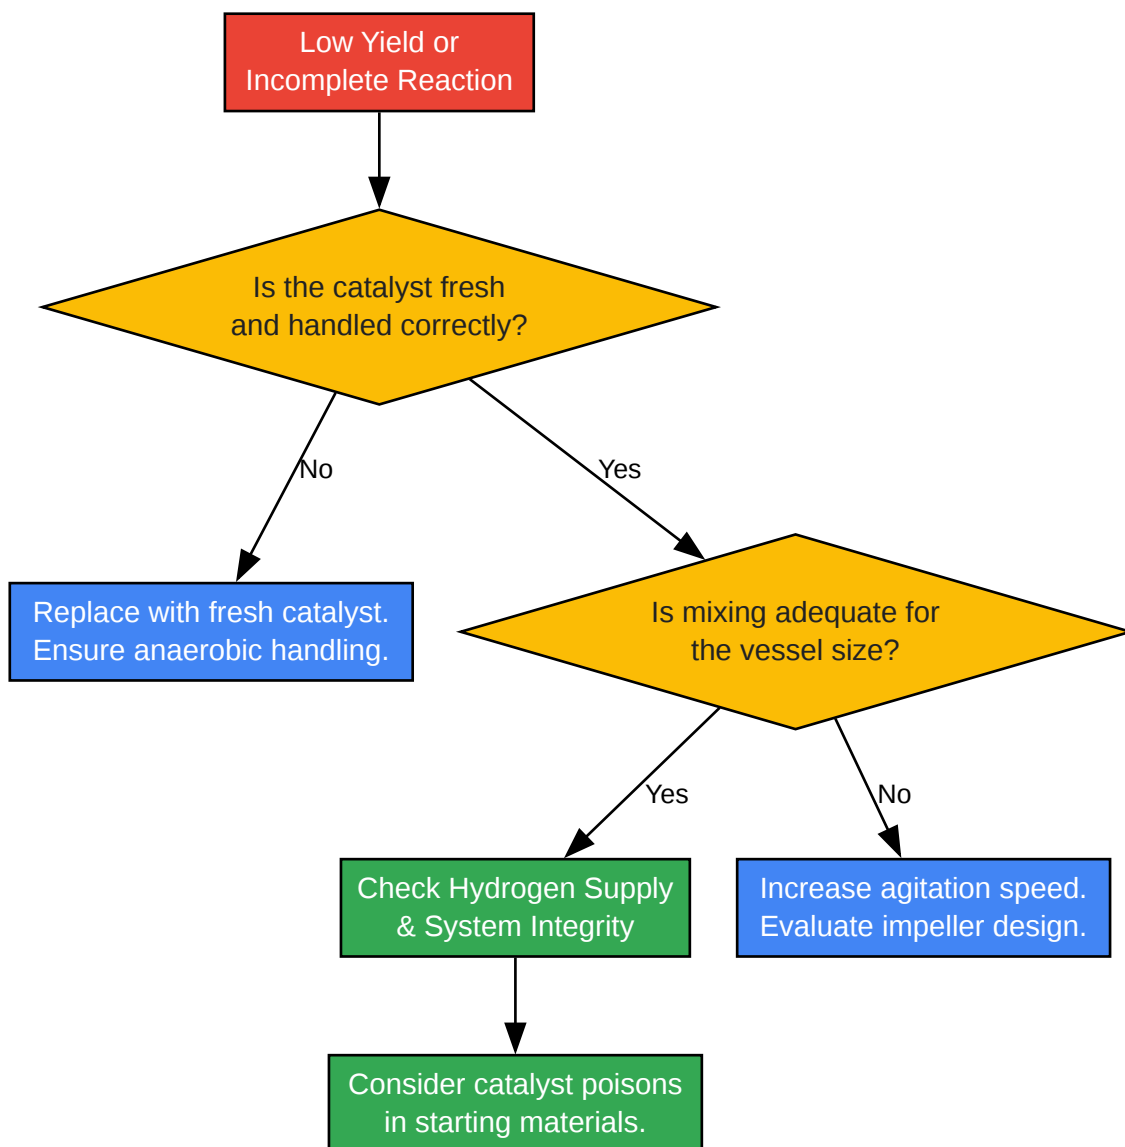 Low Yield or
Incomplete Reaction
Is the catalyst fresh
and handled correctly?
No
Yes
Replace with fresh catalyst.
Ensure anaerobic handling.
Is mixing adequate for
the vessel size?
Yes
No
Check Hydrogen Supply
& System Integrity
Increase agitation speed.
Evaluate impeller design.
Consider catalyst poisons
in starting materials.